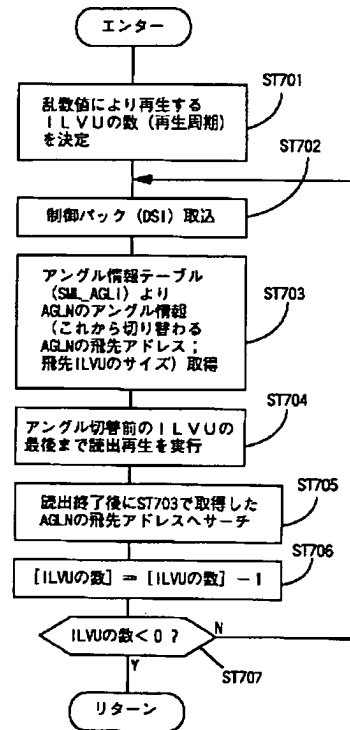 エンター
ST701
乱数値により再生する
ILVUの数（再生周期）
を決定
ST702
制御パック（DSI）取込
アングル情報テーブル
（SML_AGLI）より
AGLNのアングル情報
（これから切り替わる
AGLNの飛先アドレス；
飛先ILVUのサイズ）取得
ST703
ST704
アングル切替前のILVUの
最後まで読出再生を実行
ST705
読出終了後にST703で取得した
AGLNの飛先アドレスへサーチ
ST706
[ILVUの数] = [ILVUの数] -1
ILVUの数<0 ?
N
Y
ST707
リターン